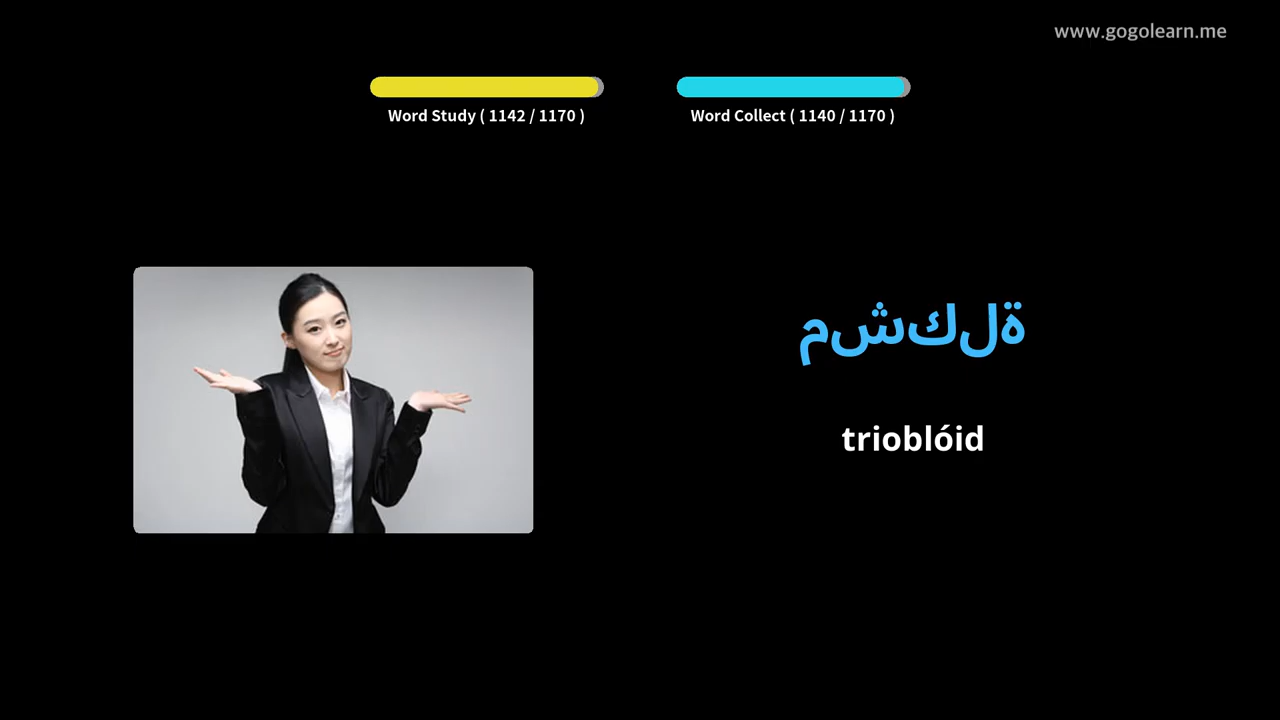 www.gogolearn.me
Word Study ( 1142 / 1170 )
Word Collect ( 1140 / 1170 )
مشكلة
trioblóid